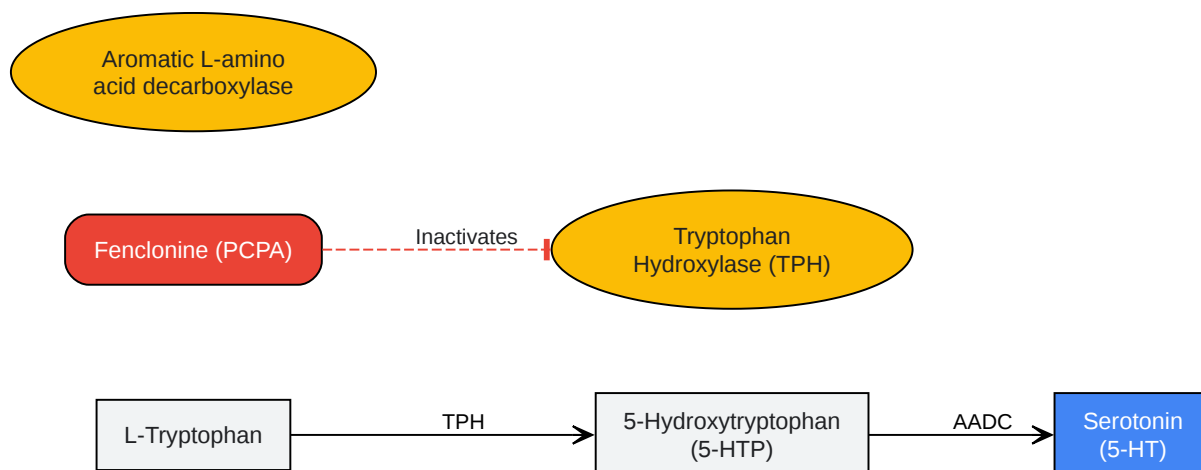 Aromatic L-amino
acid decarboxylase
Fenclonine (PCPA)
Inactivates
Tryptophan
Hydroxylase (TPH)
L-Tryptophan
TPH
5-Hydroxytryptophan
(5-HTP)
AADC
Serotonin
(5-HT)